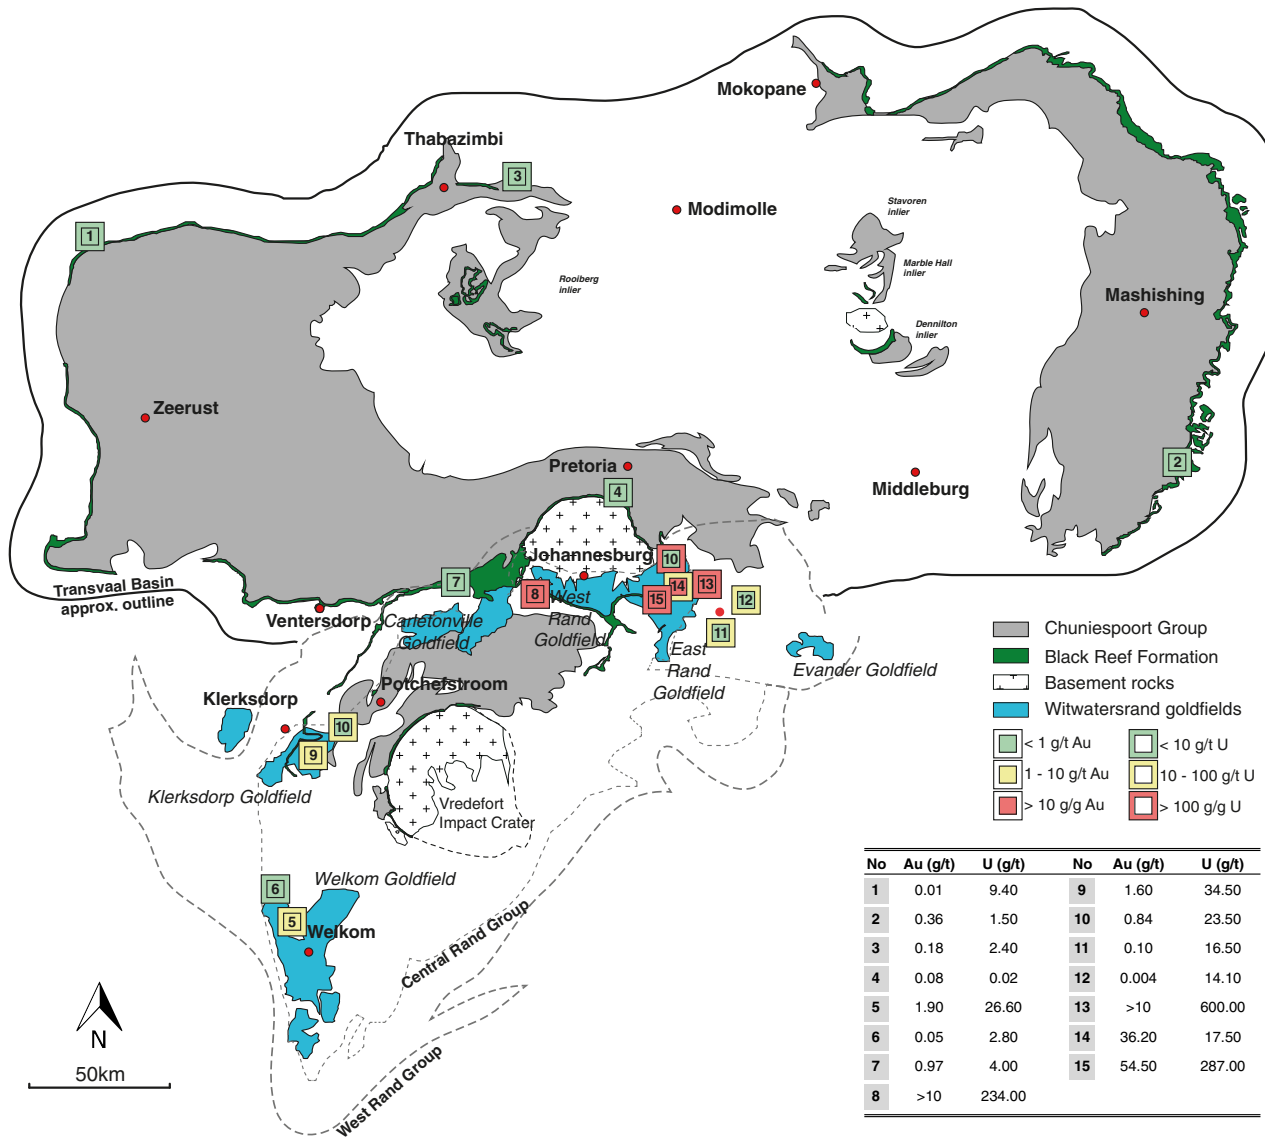 Mokopane
Thabazimbi
3
Modimolle
1
Stavoren
inlier
Marble Hall
inlier
Rooiberg
inlier
Mashishing
Dennilton
inlier
Zeerust
Pretoria
2
4
Middleburg
Johannesburg
10
Transvaal Basin
approx. outline
7
8
14
13
15
12
West
Rand
Goldfield
Ventersdorp
Carletonville
Goldfield
11
East
Rand
Goldfield
Evander Goldfield
Potchefstroom
Klerksdorp
10
9
Klerksdorp Goldfield
Vredefort
Impact Crater
Welkom Goldfield
6
5
Welkom
Central Rand Group
West Rand Group
N
50km
Chuniespoort Group
Black Reef Formation
Basement rocks
Witwatersrand goldfields
< 1 g/t Au < 10 g/t U
1 - 10 g/t Au 10 - 100 g/t U
> 10 g/g Au > 100 g/g U
No Au (g/t) U (g/t) No Au (g/t) U (g/t)
1 0.01 9.40 9 1.60 34.50
2 0.36 1.50 10 0.84 23.50
3 0.18 2.40 11 0.10 16.50
4 0.08 0.02 12 0.004 14.10
5 1.90 26.60 13 >10 600.00
6 0.05 2.80 14 36.20 17.50
7 0.97 4.00 15 54.50 287.00
8 >10 234.00